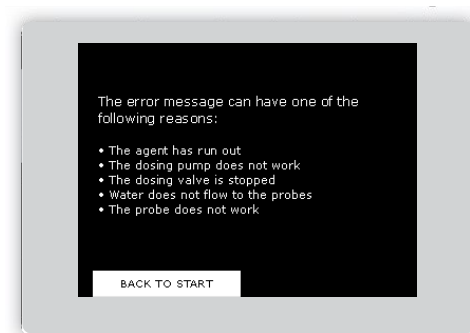 The error message can have one of the
following reasons:
• The agent has run out
• The dosing pump does not work
• The dosing valve is stopped
• Water does not flow to the probes
• The probe does not work
BACK TO START